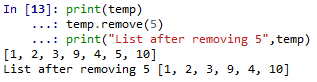 In [13]: print(temp)
...: temp.remove(5)
...: print("List after removing 5",temp)
[1, 2, 3, 9, 4, 5, 10]
List after removing 5 [1, 2, 3, 9, 4, 10]